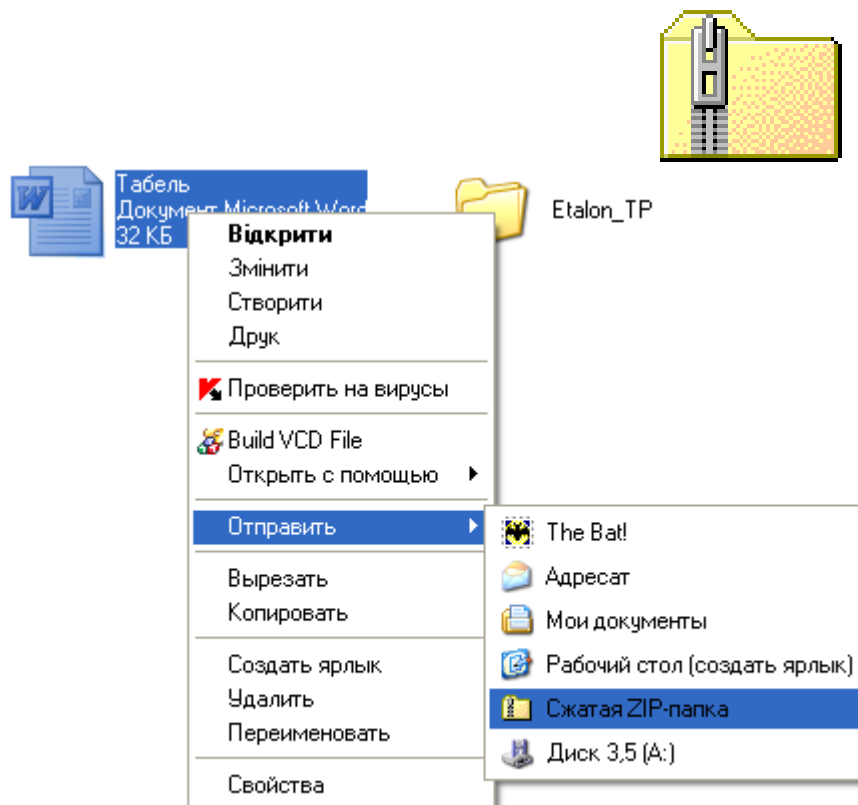 Табель
Документ Microsoft Word
32 КБ
Etalon_TP
Відкрити
Змінити
Створити
Друк
Проверить на вирусы
Build VCD File
Открыть с помощью
Отправить
Вырезать
Копировать
Создать ярлык
Удалить
Переименовать
Свойства
The Bat!
Адресат
Мои документы
Рабочий стол (создать ярлык)
Сжатая ZIP-папка
Диск 3,5 (A:)